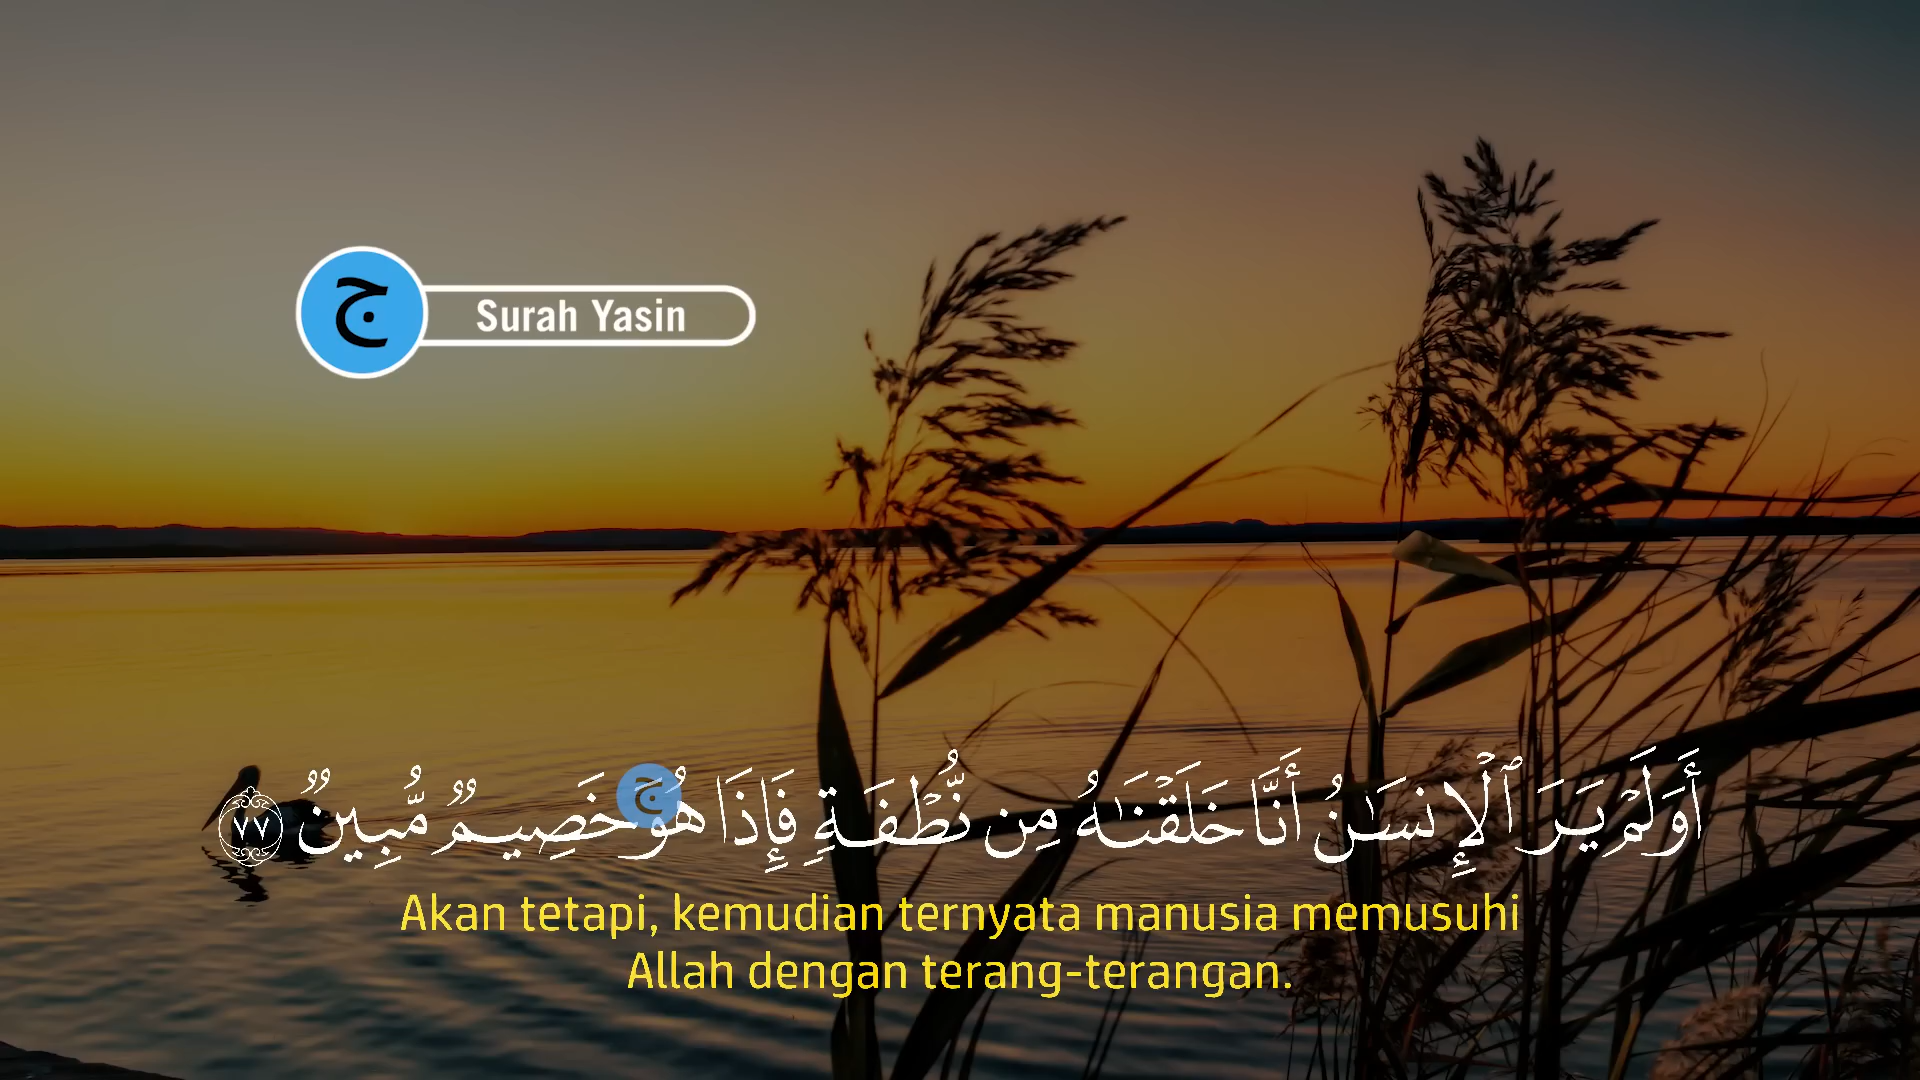 ج
Surah Yasin
أَوَلَمْ يَرَ ٱلْإِنسَٰنُ أَنَّا خَلَقْنَٰهُ مِن نُّطْفَةٍ فَإِذَا هُوَ خَصِيمٌ مُّبِينٌ ٧٧
ج
Akan tetapi, kemudian ternyata manusia memusuhi
Allah dengan terang-terangan.